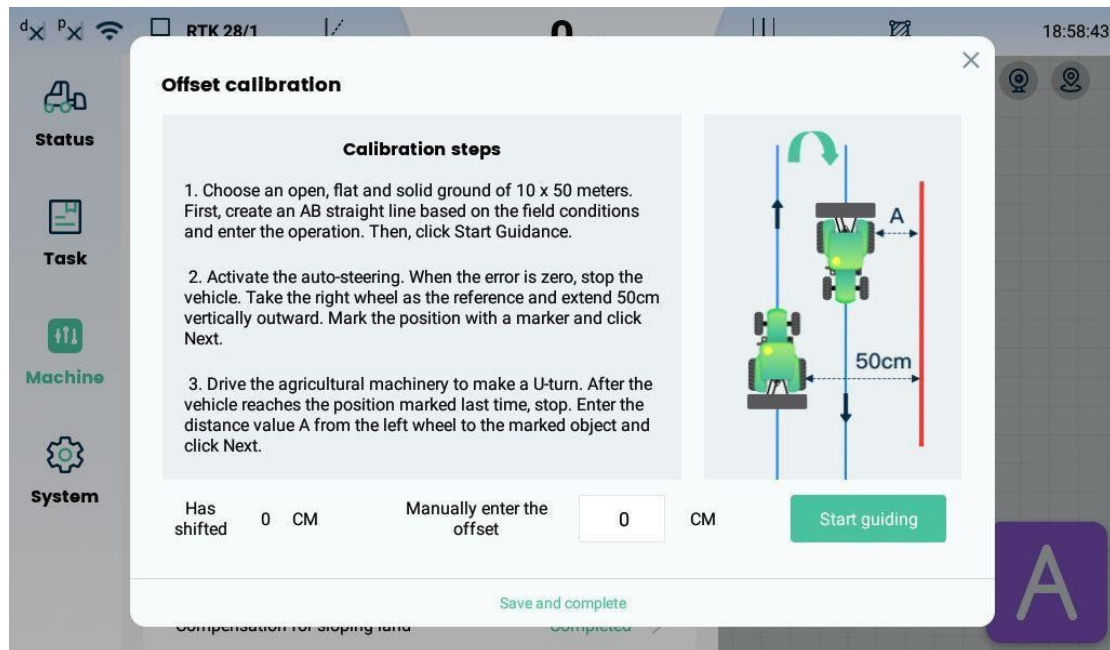 d P RTK 28/1 0 18:58:43
Offset calibration
Status
Task
Machine
System
Calibration steps
1. Choose an open, flat and solid ground of 10 x 50 meters.
First, create an AB straight line based on the field conditions
and enter the operation. Then, click Start Guidance.
2. Activate the auto-steering. When the error is zero, stop the
vehicle. Take the right wheel as the reference and extend 50cm
vertically outward. Mark the position with a marker and click
Next.
3. Drive the agricultural machinery to make a U-turn. After the
vehicle reaches the position marked last time, stop. Enter the
distance value A from the left wheel to the marked object and
click Next.
A
50cm
Has
shifted
0 CM
Manually enter the
offset
0
CM
Start guiding
Save and complete
Compensation for sloping land Completed
A